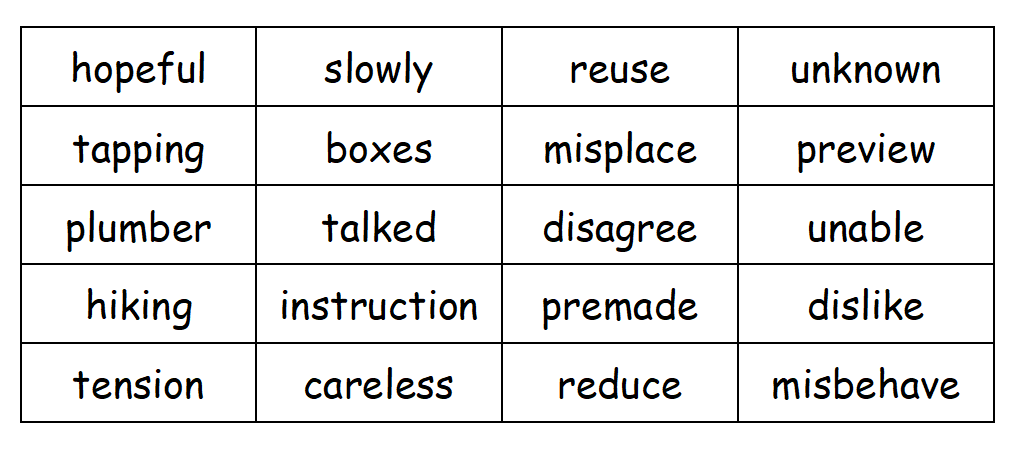 hopeful slowly reuse unknown
tapping boxes misplace preview
plumber talked disagree unable
hiking instruction premade dislike
tension careless reduce misbehave